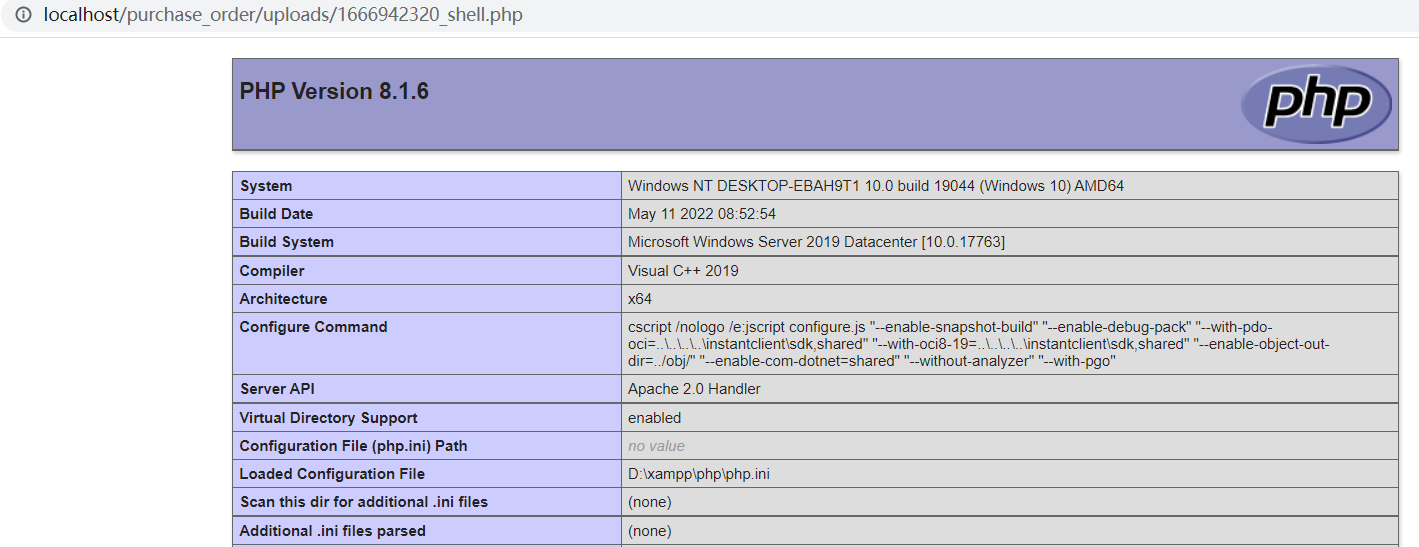 localhost/purchase_order/uploads/1666942320_shell.php
PHP Version 8.1.6
php
System Windows NT DESKTOP-EBAH9T1 10.0 build 19044 (Windows 10) AMD64
Build Date May 11 2022 08:52:54
Build System Microsoft Windows Server 2019 Datacenter [10.0.17763]
Compiler Visual C++ 2019
Architecture x64
Configure Command cscript /nologo /e:jscript configure.js "--enable-snapshot-build" "--enable-debug-pack" "--with-pdo-
oci=..\..\..\..\instantclient\sdk,shared" "--with-oci8-19=..\..\..\..\instantclient\sdk,shared" "--enable-object-out-
dir=../obj/" "--enable-com-dotnet=shared" "--without-analyzer" "--with-pgo"
Server API Apache 2.0 Handler
Virtual Directory Support enabled
Configuration File (php.ini) Path no value
Loaded Configuration File D:\xampp\php\php.ini
Scan this dir for additional .ini files (none)
Additional .ini files parsed (none)